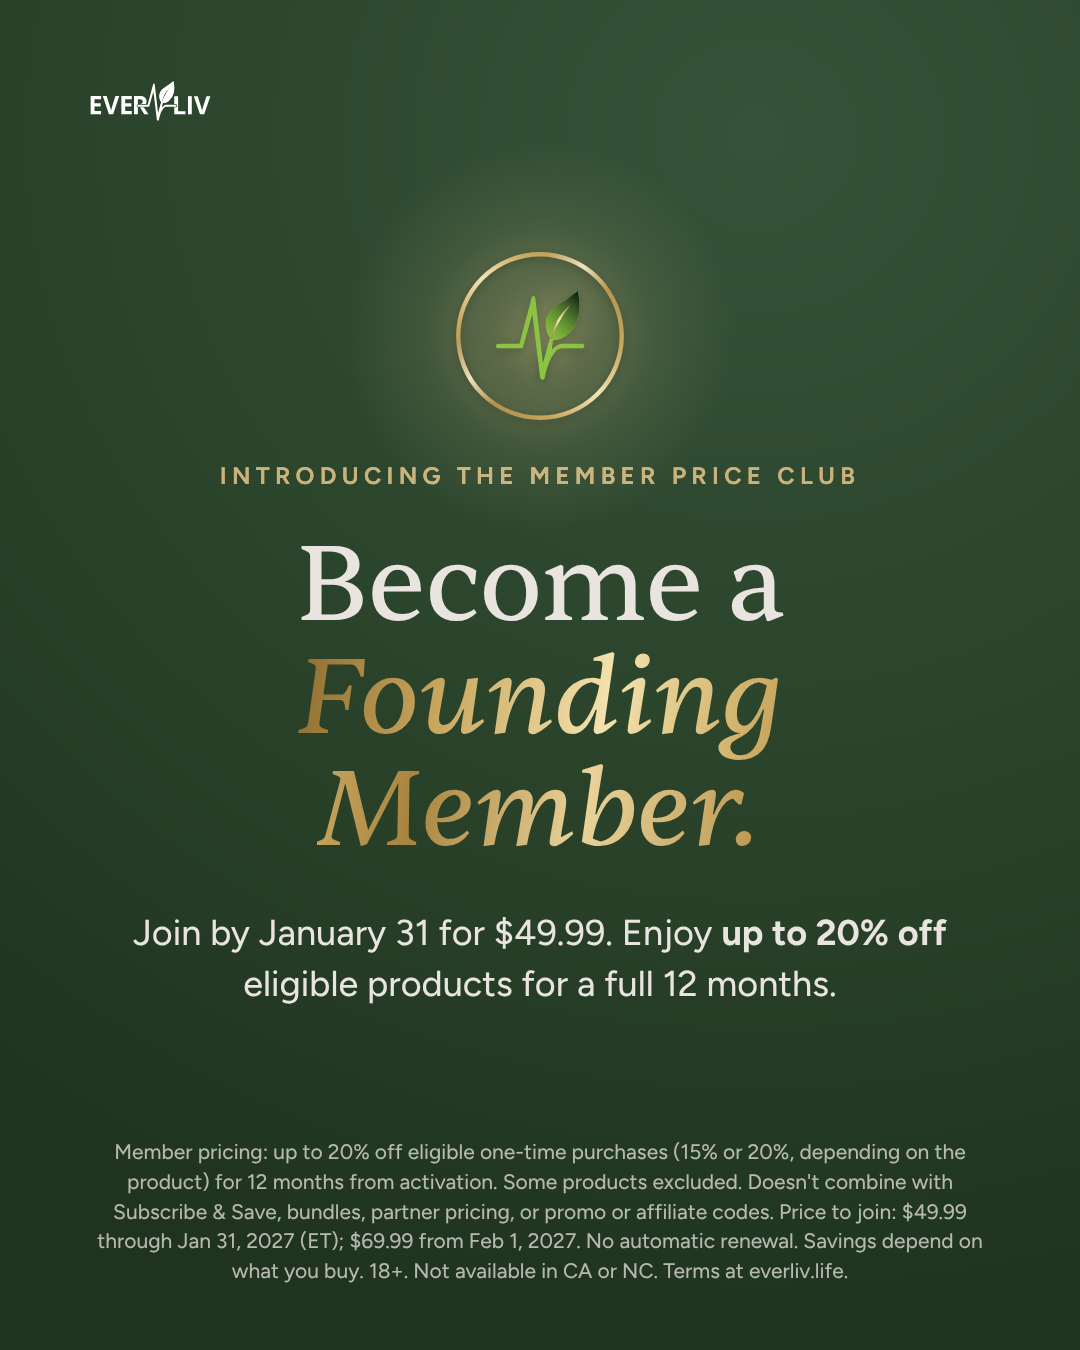 EVERLIV
INTRODUCING THE MEMBER PRICE CLUB
Become a
Founding
Member.
Join by January 31 for $49.99. Enjoy up to 20% off
eligible products for a full 12 months.
Member pricing: up to 20% off eligible one-time purchases (15% or 20%, depending on the
product) for 12 months from activation. Some products excluded. Doesn't combine with
Subscribe & Save, bundles, partner pricing, or promo or affiliate codes. Price to join: $49.99
through Jan 31, 2027 (ET); $69.99 from Feb 1, 2027. No automatic renewal. Savings depend on
what you buy. 18+. Not available in CA or NC. Terms at everliv.life.